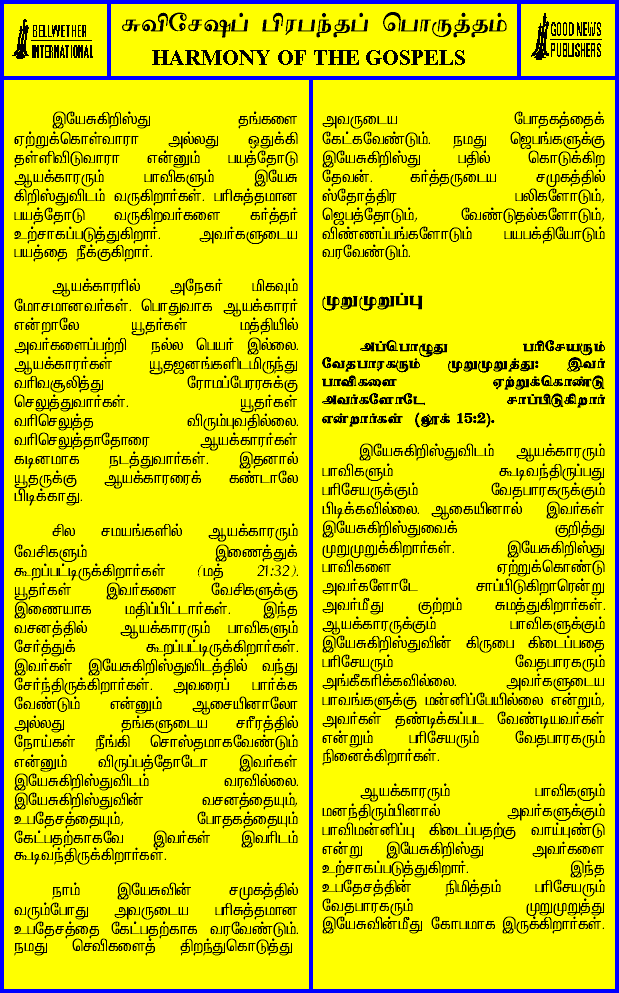 BELLWETHER
INTERNATIONAL
சுவிசேஷப் பிரபந்தப் பொருத்தம்
HARMONY OF THE GOSPELS
GOOD NEWS
PUBLISHERS
இயேசுகிறிஸ்து தங்களை
ஏற்றுக்கொள்வாரா அல்லது ஒதுக்கி
தள்ளிவிடுவாரா என்னும் பயத்தோடு
ஆயக்காரரும் பாவிகளும் இயேசு
கிறிஸ்துவிடம் வருகிறார்கள். பரிசுத்தமான
பயத்தோடு வருகிறவர்களை கர்த்தர்
உற்சாகப்படுத்துகிறார். அவர்களுடைய
பயத்தை நீக்குகிறார்.
ஆயக்காரரில் அநேகர் மிகவும்
மோசமானவர்கள். பொதுவாக ஆயக்காரர்
என்றாலே யூதர்கள் மத்தியில்
அவர்களைப்பற்றி நல்ல பெயர் இல்லை.
ஆயக்காரர்கள் யூதஜனங்களிடமிருந்து
வரிவசூலித்து ரோமப்பேரரசுக்கு
செலுத்துவார்கள். யூதர்கள்
வரிசெலுத்த விரும்புவதில்லை.
வரிசெலுத்தாதோரை ஆயக்காரர்கள்
கடினமாக நடத்துவார்கள். இதனால்
யூதருக்கு ஆயக்காரரைக் கண்டாலே
பிடிக்காது.
சில சமயங்களில் ஆயக்காரரும்
வேசிகளும் இணைத்துக்
கூறப்பட்டிருக்கிறார்கள் (மத் 21:32).
யூதர்கள் இவர்களை வேசிகளுக்கு
இணையாக மதிப்பிட்டார்கள். இந்த
வசனத்தில் ஆயக்காரரும் பாவிகளும்
சேர்த்துக் கூறப்பட்டிருக்கிறார்கள்.
இவர்கள் இயேசுகிறிஸ்துவிடத்தில் வந்து
சேர்ந்திருக்கிறார்கள். அவரைப் பார்க்க
வேண்டும் என்னும் ஆசையினாலோ
அல்லது தங்களுடைய சரீரத்தில்
நோய்கள் நீங்கி சொஸ்தமாகவேண்டும்
என்னும் விருப்பத்தோடோ இவர்கள்
இயேசுகிறிஸ்துவிடம் வரவில்லை.
இயேசுகிறிஸ்துவின் வசனத்தையும்,
உபதேசத்தையும், போதகத்தையும்
கேட்பதற்காகவே இவர்கள் இவரிடம்
கூடிவந்திருக்கிறார்கள்.
நாம் இயேசுவின் சமுகத்தில்
வரும்போது அவருடைய பரிசுத்தமான
உபதேசத்தை கேட்பதற்காக வரவேண்டும்.
நமது செவிகளைத் திறந்துகொடுத்து
அவருடைய போதகத்தைக்
கேட்கவேண்டும். நமது ஜெபங்களுக்கு
இயேசுகிறிஸ்து பதில் கொடுக்கிற
தேவன். கர்த்தருடைய சமுகத்தில்
ஸ்தோத்திர பலிகளோடும்,
ஜெபத்தோடும், வேண்டுதல்களோடும்,
விண்ணப்பங்களோடும் பயபக்தியோடும்
வரவேண்டும்.
முறுமுறுப்பு
அப்பொழுது பரிசேயரும்
வேதபாரகரும் முறுமுறுத்து: இவர்
பாவிகளை ஏற்றுக்கொண்டு
அவர்களோடே சாப்பிடுகிறார்
என்றார்கள் (லூக் 15:2).
இயேசுகிறிஸ்துவிடம் ஆயக்காரரும்
பாவிகளும் கூடிவந்திருப்பது
பரிசேயருக்கும் வேதபாரகருக்கும்
பிடிக்கவில்லை. ஆகையினால் இவர்கள்
இயேசுகிறிஸ்துவைக் குறித்து
முறுமுறுக்கிறார்கள். இயேசுகிறிஸ்து
பாவிகளை ஏற்றுக்கொண்டு
அவர்களோடே சாப்பிடுகிறாரென்று
அவர்மீது குற்றம் சுமத்துகிறார்கள்.
ஆயக்காரருக்கும் பாவிகளுக்கும்
இயேசுகிறிஸ்துவின் கிருபை கிடைப்பதை
பரிசேயரும் வேதபாரகரும்
அங்கீகரிக்கவில்லை. அவர்களுடைய
பாவங்களுக்கு மன்னிப்பேயில்லை என்றும்,
அவர்கள் தண்டிக்கப்பட வேண்டியவர்கள்
என்றும் பரிசேயரும் வேதபாரகரும்
நினைக்கிறார்கள்.
ஆயக்காரரும் பாவிகளும்
மனந்திரும்பினால் அவர்களுக்கும்
பாவமன்னிப்பு கிடைப்பதற்கு வாய்புண்டு
என்று இயேசுகிறிஸ்து அவர்களை
உற்சாகப்படுத்துகிறார். இந்த
உபதேசத்தின் நிமித்தம் பரிசேயரும்
வேதபாரகரும் முறுமுறுத்து
இயேசுவின்மீது கோபமாக இருக்கிறார்கள்.